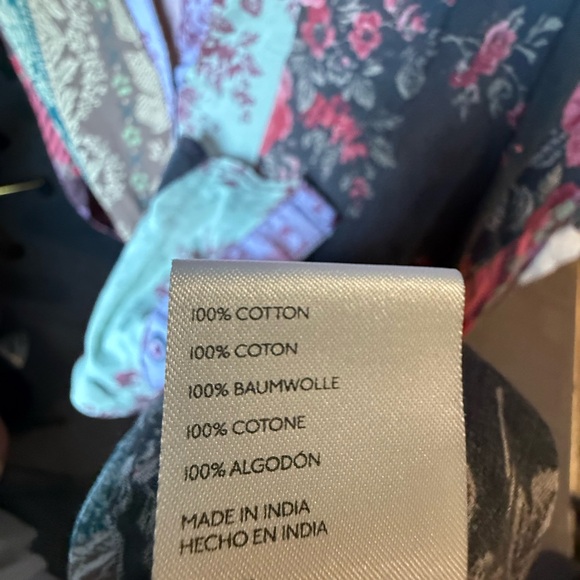 100% COTTON
100% COTON
100% BAUMWOLLE
100% COTONE
100% ALGODÓN
MADE IN INDIA
HECHO EN INDIA